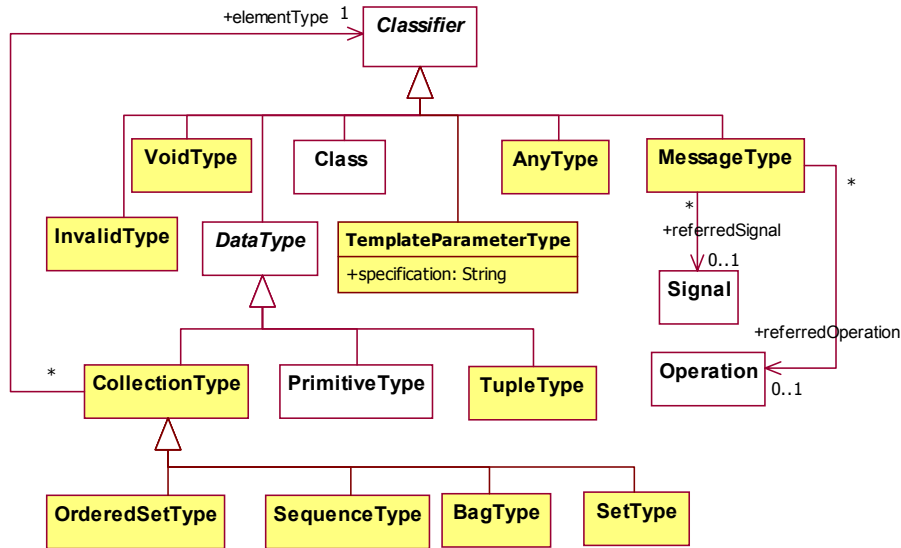 +elementType
1
Classifier
VoidType
Class
AnyType
MessageType
*
*
InvalidType
DataType
TemplateParameterType
+specification: String
+referredSignal
0..1
Signal
+referredOperation
*
CollectionType
PrimitiveType
TupleType
Operation
0..1
OrderedSetType
SequenceType
BagType
SetType